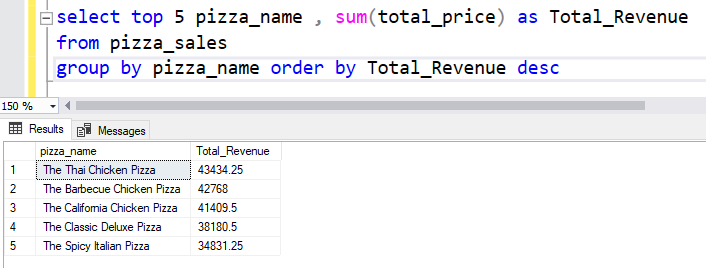 select top 5 pizza_name , sum(total_price) as Total_Revenue
from pizza_sales
group by pizza_name order by Total_Revenue desc
150 %
Results Messages
pizza_name Total_Revenue
1 The Thai Chicken Pizza 43434.25
2 The Barbecue Chicken Pizza 42768
3 The California Chicken Pizza 41409.5
4 The Classic Deluxe Pizza 38180.5
5 The Spicy Italian Pizza 34831.25